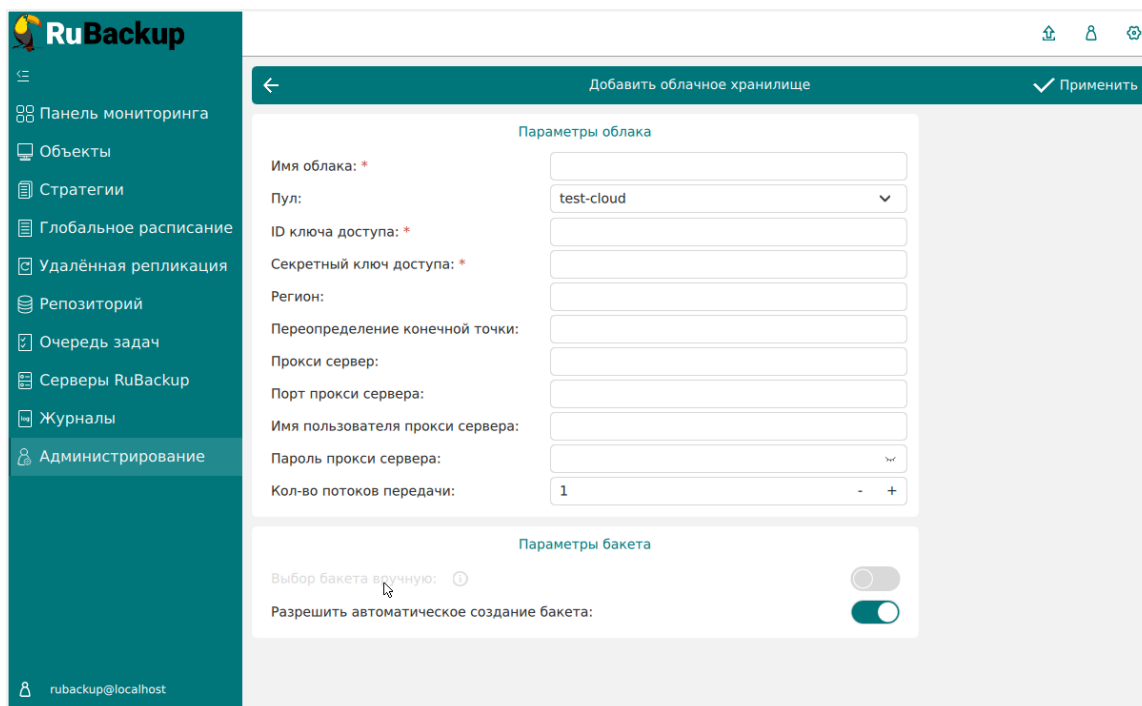 RuBackup
Панель мониторинга
Объекты
Стратегии
Глобальное расписание
Удалённая репликация
Репозиторий
Очередь задач
Серверы RuBackup
log Журналы
Администрирование
rubackup@localhost
Добавить облачное хранилище
Применить
Параметры облака
Имя облака: *
Пул: test-cloud
ID ключа доступа: *
Секретный ключ доступа: *
Регион:
Переопределение конечной точки:
Прокси сервер:
Порт прокси сервера:
Имя пользователя прокси сервера:
Пароль прокси сервера:
Кол-во потоков передачи: 1 - +
Параметры бакета
Выбор бакета вручную:
Разрешить автоматическое создание бакета: